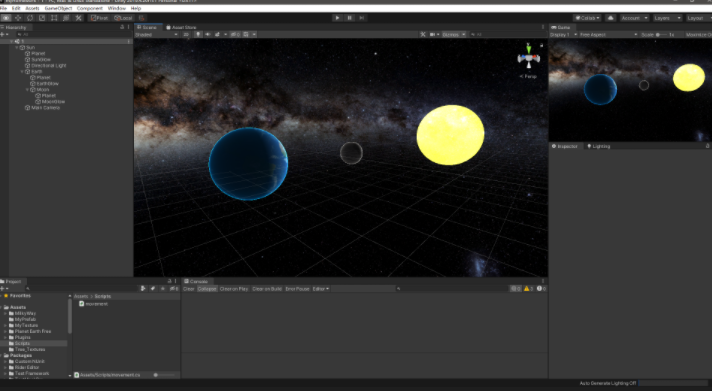 File Edit Assets GameObject Component Window Help
Pivot Local
Collab Account Layers Layout
Hierarchy
Scene Asset Store
Game
Shaded 2D Gizmos
Display 1 Free Aspect Scale 1x Maximize
All
Sun
Planet
SunGlow
Directional Light
Earth
Planet
EarthGlow
Moon
Planet
MoonGlow
Main Camera
Persp
Inspector Lighting
Project
Console
Clear Collapse Clear on Play Clear on Build Error Pause Editor
Favorites
Assets Scripts
movement
Assets
MilkyWay
MyPrefab
MyTexture
Planet Earth Free
Plugins
Scripts
Tree_Textures
Packages
Custom NUnit
Rider Editor
Test Framework
Assets/Scripts/movement.cs
Auto Generate Lighting Off